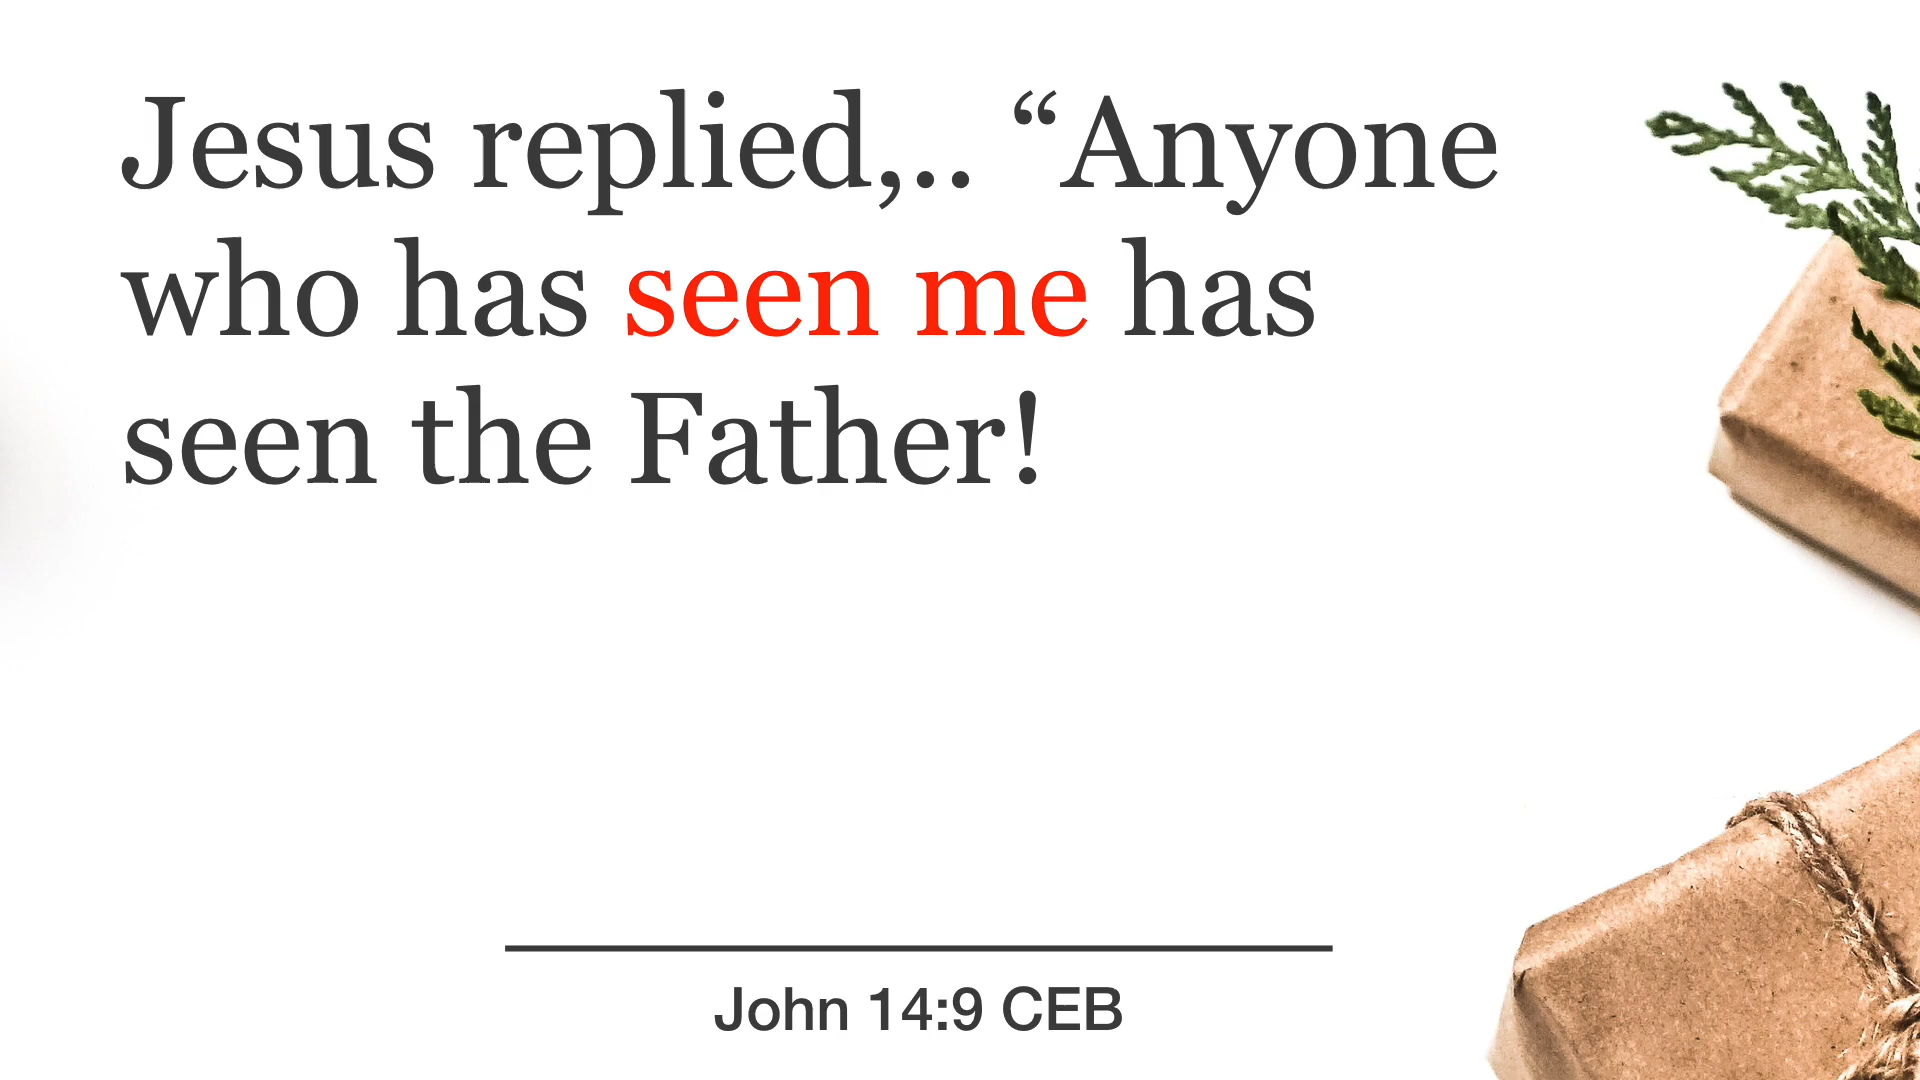 Jesus replied,.. “Anyone
who has seen me has
seen the Father!
John 14:9 CEB